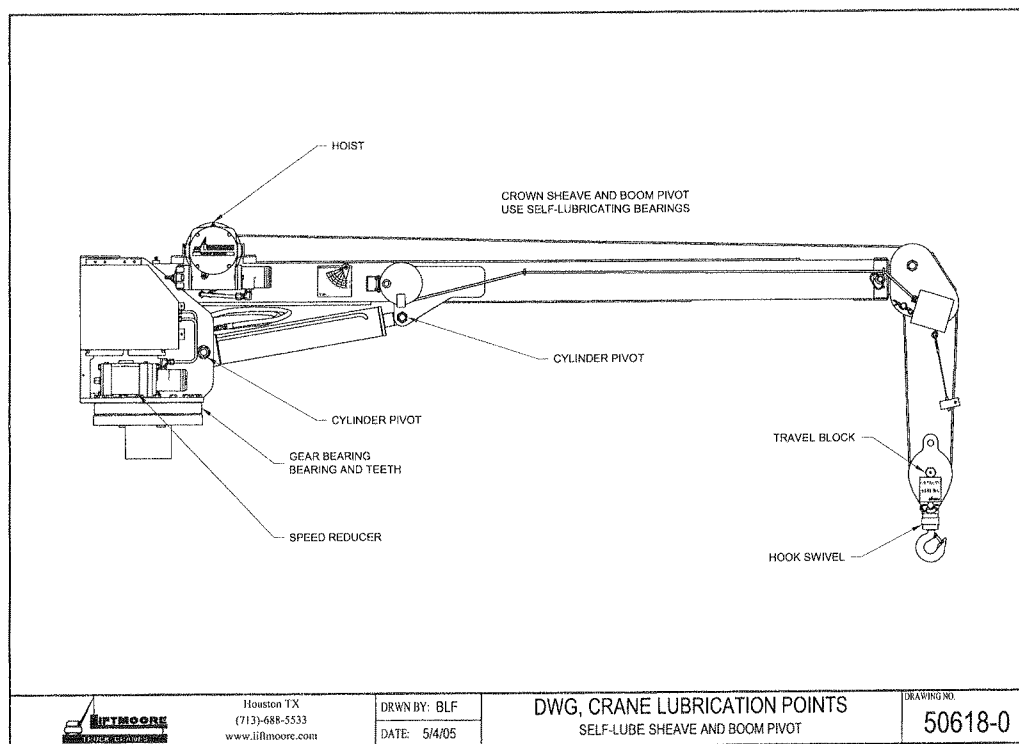 HOIST
CROWN SHEAVE AND BOOM PIVOT
USE SELF-LUBRICATING BEARINGS
CYLINDER PIVOT
CYLINDER PIVOT
GEAR BEARING
BEARING AND TEETH
TRAVEL BLOCK
SPEED REDUCER
HOOK SWIVEL
LIFTMOORE
TRUCK CRANES
Houston TX
(713)-688-5533
www.liftmoore.com
DRWN BY: BLF
DATE: 5/4/05
DWG, CRANE LUBRICATION POINTS
SELF-LUBE SHEAVE AND BOOM PIVOT
DRAWING NO.
50618-0